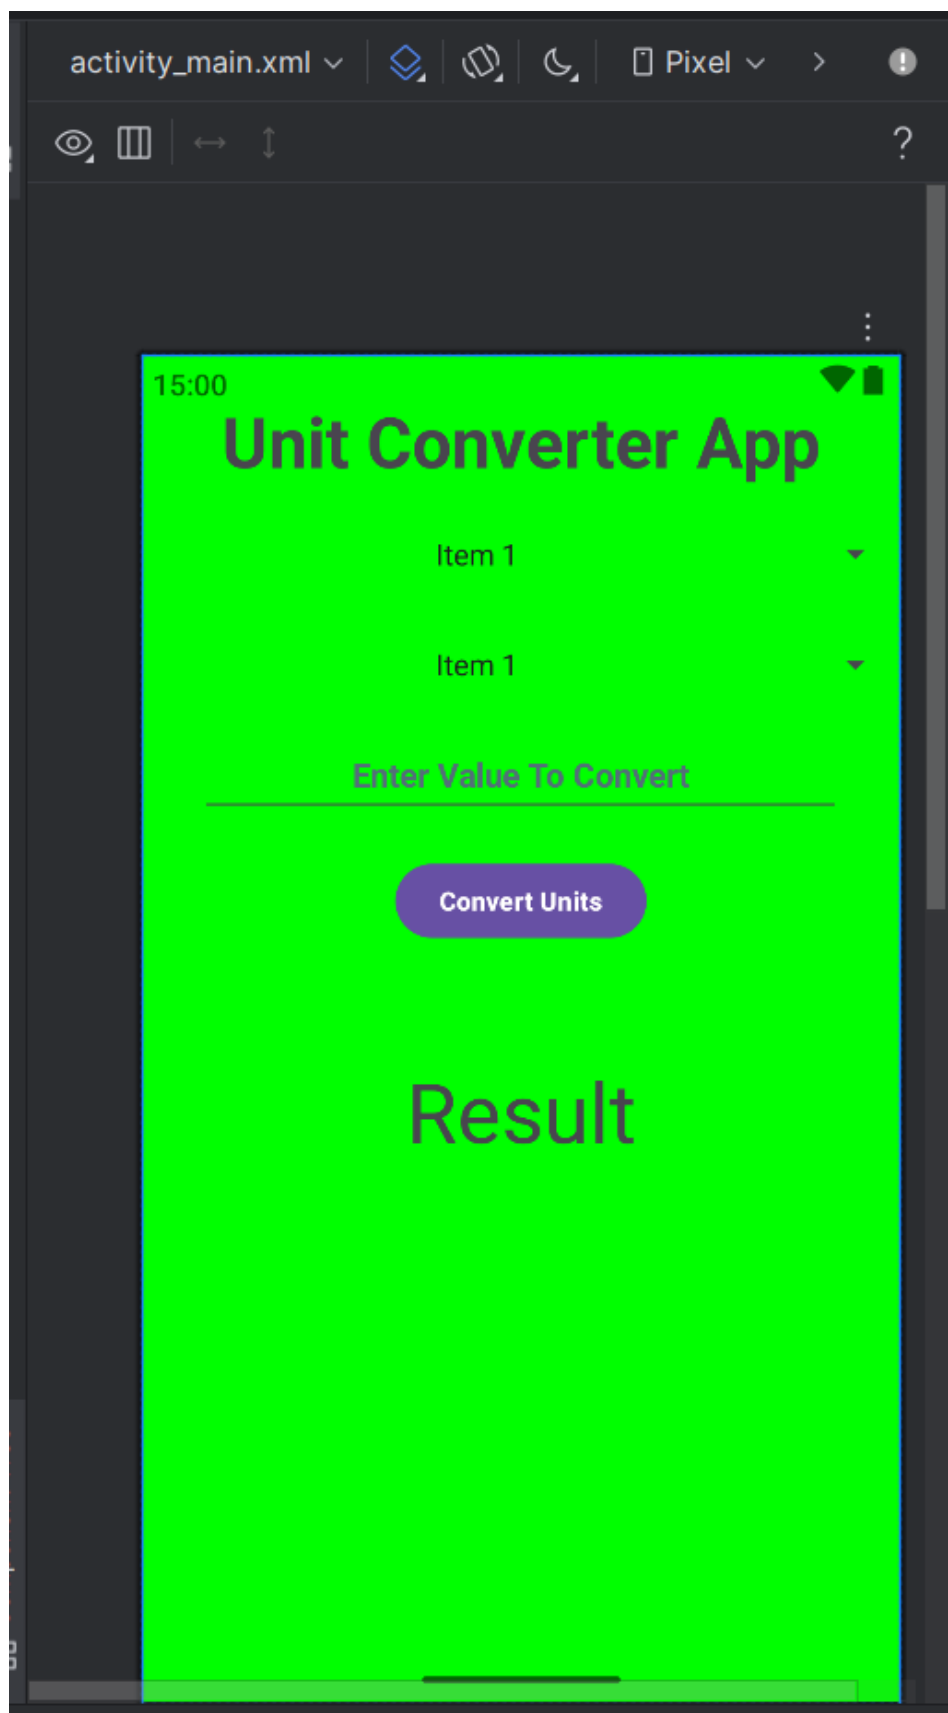 activity_main.xml
Pixel
?
15:00
Unit Converter App
Item 1
Item 1
Enter Value To Convert
Convert Units
Result